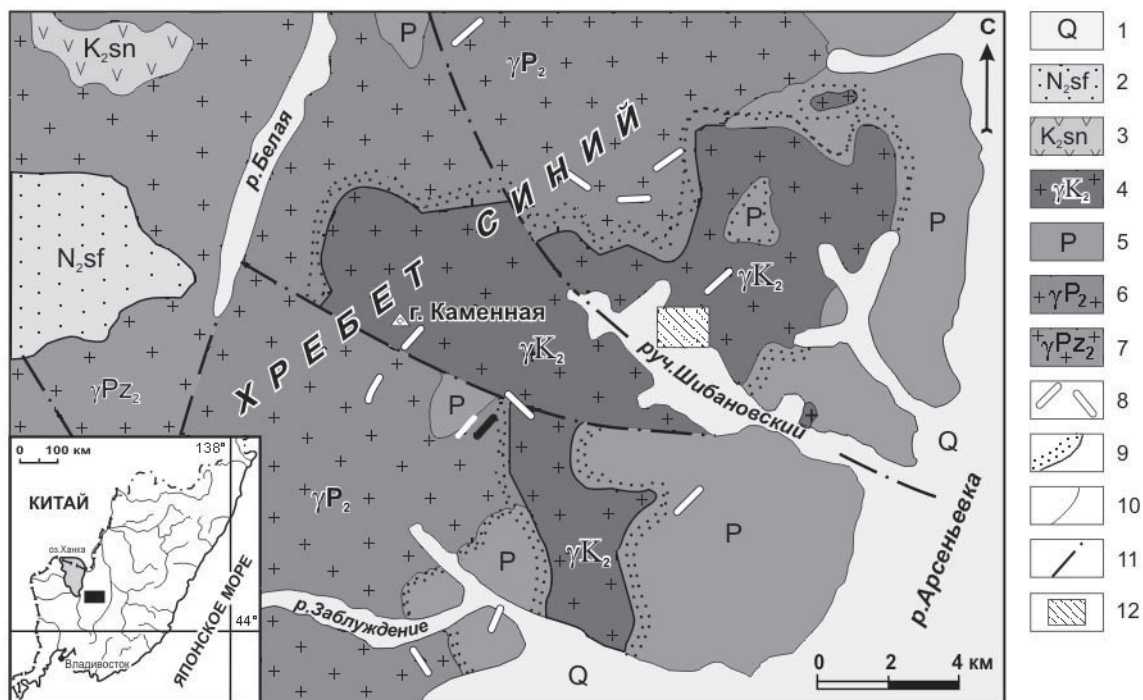 K₂sn
P
γP₂
С
р.Белая
N₂sf
ХРЕБЕТ СИНИЙ
P
P
γK₂
г. Каменная
γK₂
γPz₂
P
руч.Шибановский
Q
γP₂
P
γK₂
P
р.Арсеньевка
р.Заблуждение
Q
0 2 4 км
0 100 км
138°
КИТАЙ
оз.Ханка
ЯПОНСКОЕ МОРЕ
44°
Владивосток
Q 1
N₂sf 2
K₂sn 3
γK₂ 4
P 5
γP₂ 6
γPz₂ 7
8
9
10
11
12